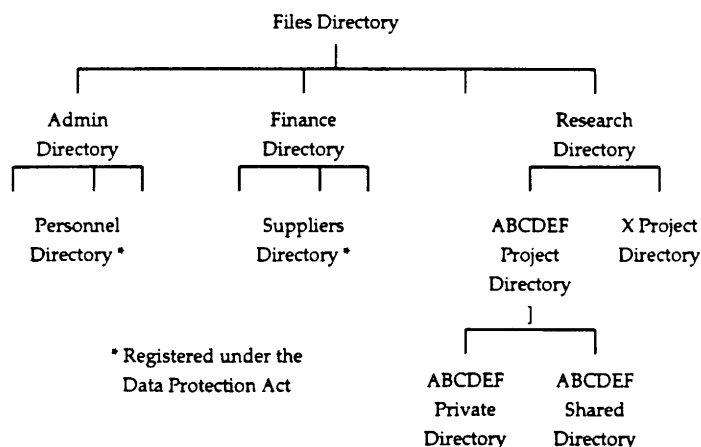 Files Directory
Admin
Directory
Finance
Directory
Research
Directory
Personnel
Directory *
Suppliers
Directory *
ABCDEF
Project
Directory
X Project
Directory
* Registered under the
Data Protection Act
ABCDEF
Private
Directory
ABCDEF
Shared
Directory